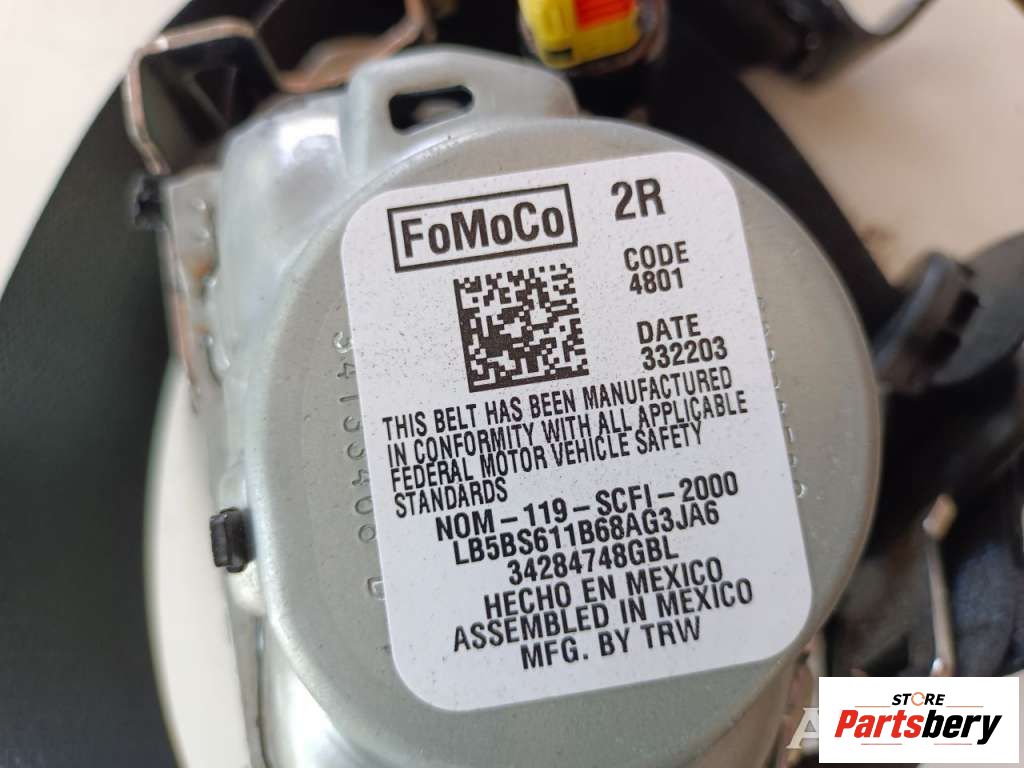 FoMoCo
2R
CODE
4801
DATE
332203
THIS BELT HAS BEEN MANUFACTURED
IN CONFORMITY WITH ALL APPLICABLE
FEDERAL MOTOR VEHICLE SAFETY
STANDARDS
NOM-119-SCFI-2000
LB5BS611B68AG3JA6
34284748GBL
HECHO EN MEXICO
ASSEMBLED IN MEXICO
MFG. BY TRW
STORE
Partsbery